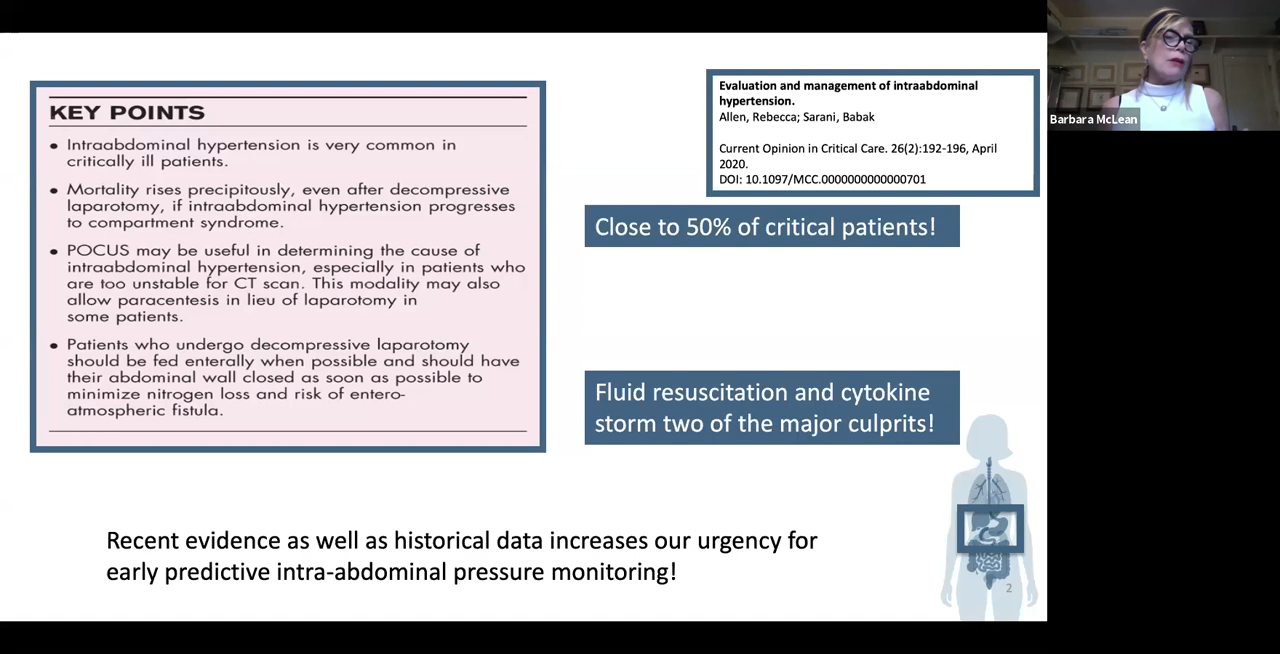 KEY POINTS
• Intraabdominal hypertension is very common in
critically ill patients.
• Mortality rises precipitously, even after decompressive
laparotomy, if intraabdominal hypertension progresses
to compartment syndrome.
• POCUS may be useful in determining the cause of
intraabdominal hypertension, especially in patients who
are too unstable for CT scan. This modality may also
allow paracentesis in lieu of laparotomy in
some patients.
• Patients who undergo decompressive laparotomy
should be fed enterally when possible and should have
their abdominal wall closed as soon as possible to
minimize nitrogen loss and risk of entero-
atmospheric fistula.
Evaluation and management of intraabdominal
hypertension.
Allen, Rebecca; Sarani, Babak
Current Opinion in Critical Care. 26(2):192-196, April
2020.
DOI: 10.1097/MCC.0000000000000701
Close to 50% of critical patients!
Fluid resuscitation and cytokine
storm two of the major culprits!
Recent evidence as well as historical data increases our urgency for
early predictive intra-abdominal pressure monitoring!
2
Barbara McLean